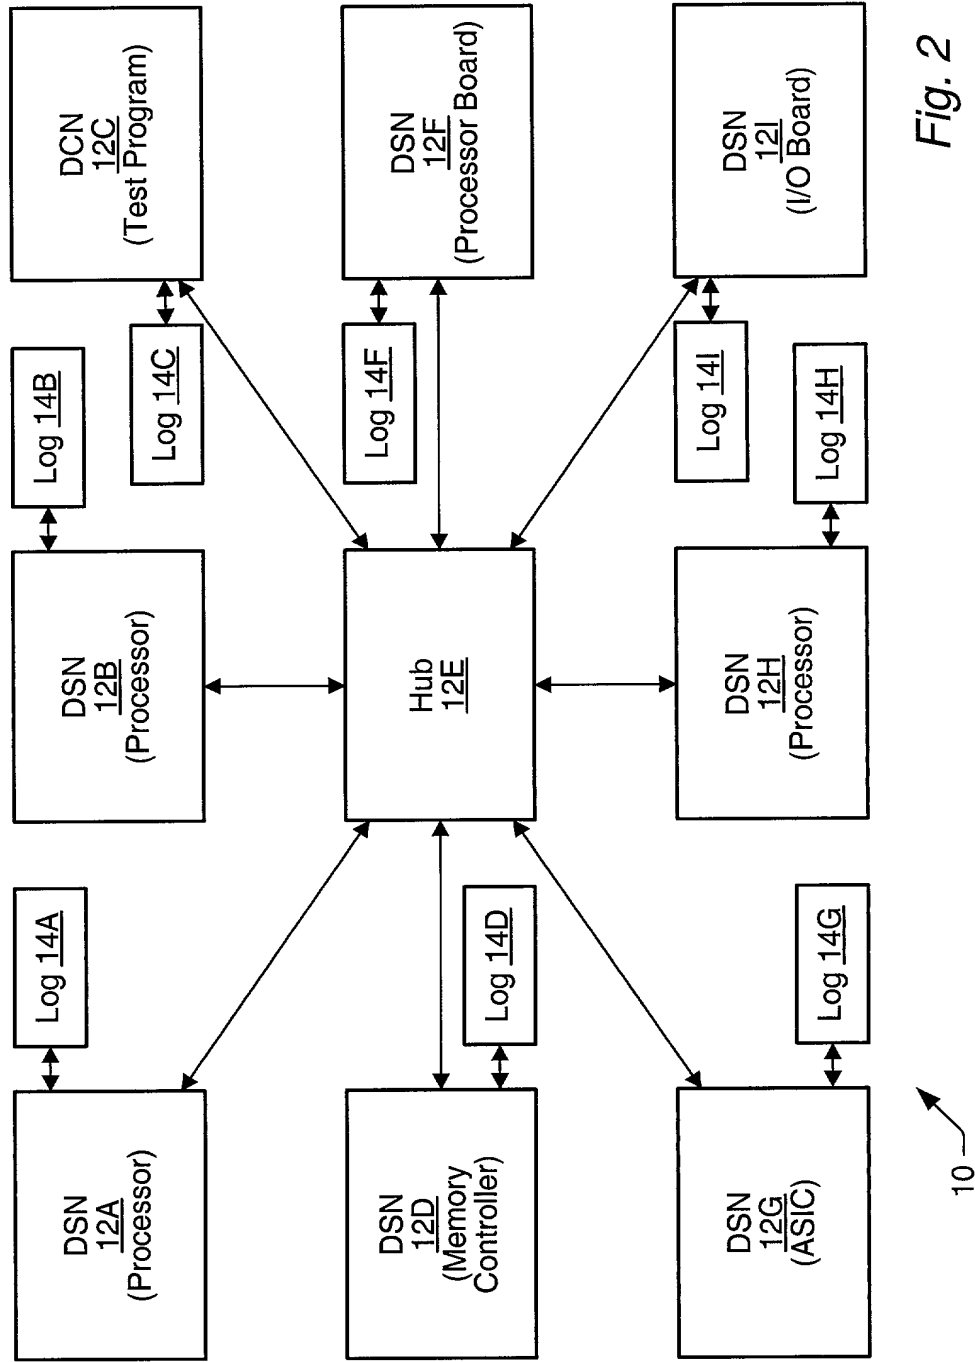 DSN
12A
(Processor)
Log 14A
DSN
12B
(Processor)
Log 14B
DCN
12C
(Test Program)
Log 14C
DSN
12D
(Memory
Controller)
Log 14D
Hub
12E
Log 14F
DSN
12F
(Processor Board)
DSN
12G
(ASIC)
Log 14G
DSN
12H
(Processor)
Log 14H
Log 14I
DSN
12I
(I/O Board)
10
Fig. 2